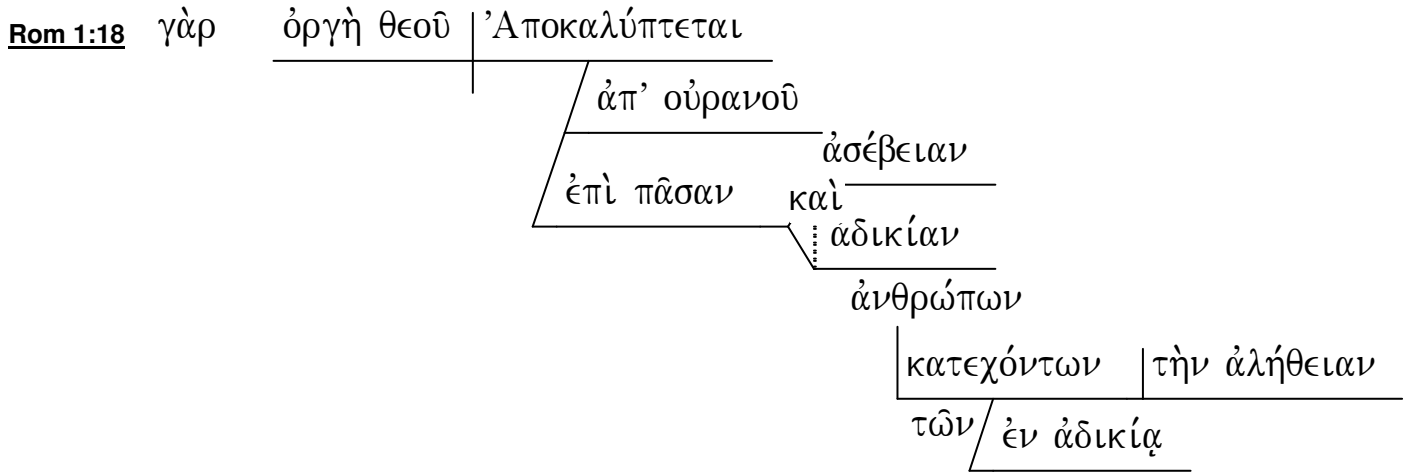 Rom 1:18 γὰρ ὀργὴ θεοῦ Ἀποκαλύπτεται
ἀπ’ οὐρανοῦ
ἀσέβειαν
ἐπὶ πᾶσαν καὶ
ἀδικίαν
ἀνθρώπων
κατεχόντων τὴν ἀλήθειαν
τῶν ἐν ἀδικίᾳ